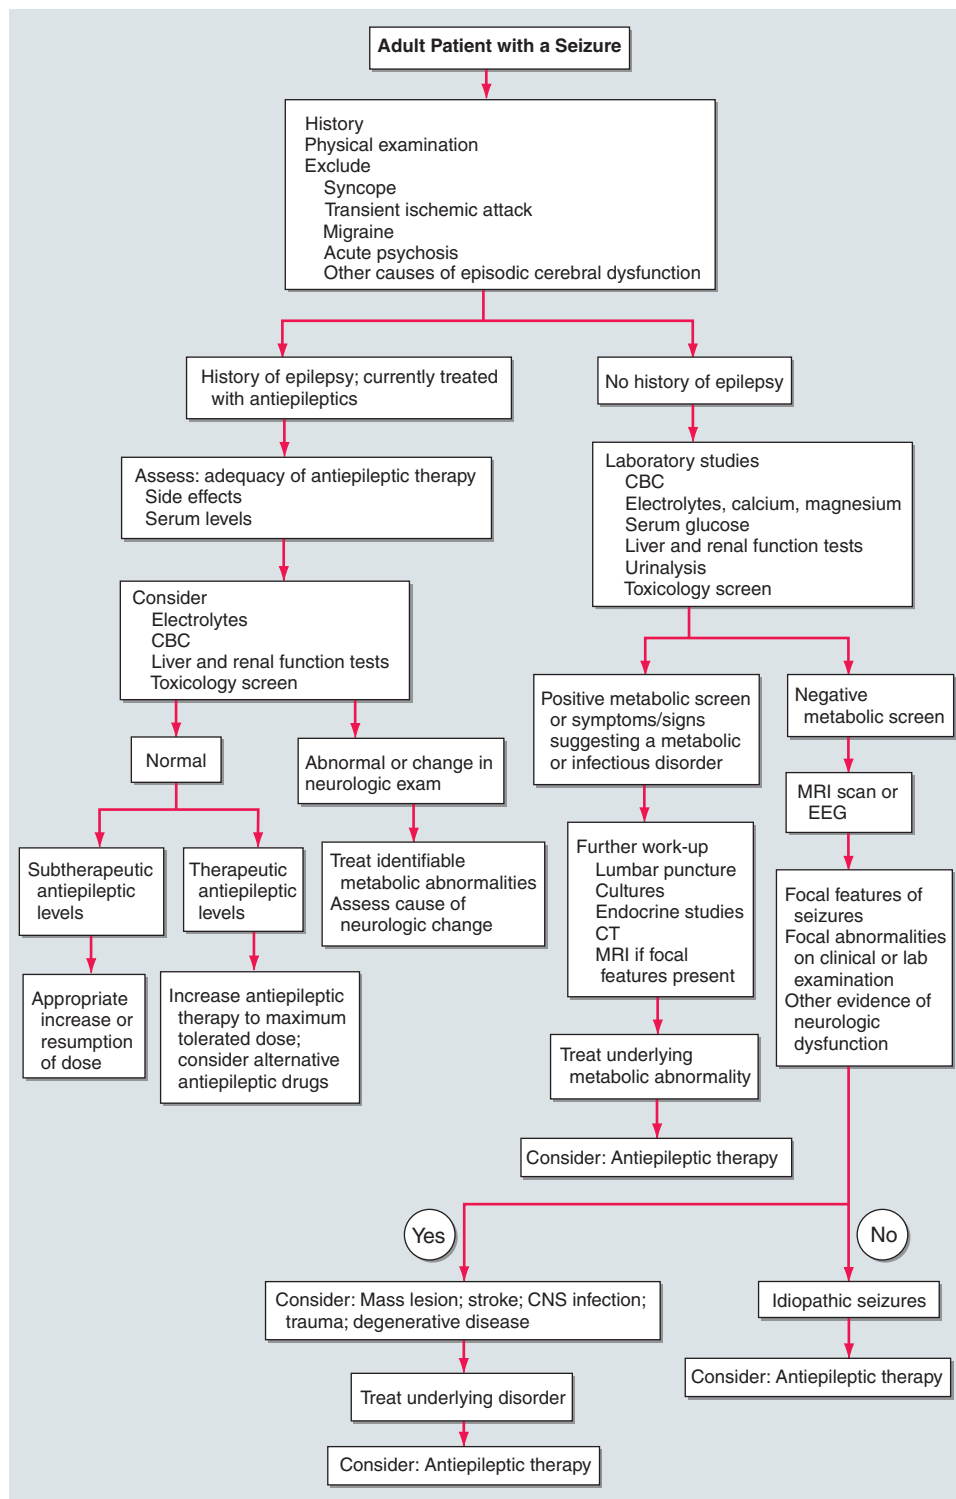 Adult Patient with a Seizure
History
Physical examination
Exclude
Syncope
Transient ischemic attack
Migraine
Acute psychosis
Other causes of episodic cerebral dysfunction
History of epilepsy; currently treated
with antiepileptics
No history of epilepsy
Assess: adequacy of antiepileptic therapy
Side effects
Serum levels
Laboratory studies
CBC
Electrolytes, calcium, magnesium
Serum glucose
Liver and renal function tests
Urinalysis
Toxicology screen
Consider
Electrolytes
CBC
Liver and renal function tests
Toxicology screen
Positive metabolic screen
or symptoms/signs
suggesting a metabolic
or infectious disorder
Negative
metabolic screen
Normal
Abnormal or change in
neurologic exam
MRI scan or
EEG
Subtherapeutic
antiepileptic
levels
Therapeutic
antiepileptic
levels
Treat identifiable
metabolic abnormalities
Assess cause of
neurologic change
Further work-up
Lumbar puncture
Cultures
Endocrine studies
CT
MRI if focal
features present
Focal features of
seizures
Focal abnormalities
on clinical or lab
examination
Other evidence of
neurologic
dysfunction
Appropriate
increase or
resumption
of dose
Increase antiepileptic
therapy to maximum
tolerated dose;
consider alternative
antiepileptic drugs
Treat underlying
metabolic abnormality
Consider: Antiepileptic therapy
Yes
No
Consider: Mass lesion; stroke; CNS infection;
trauma; degenerative disease
Idiopathic seizures
Treat underlying disorder
Consider: Antiepileptic therapy
Consider: Antiepileptic therapy